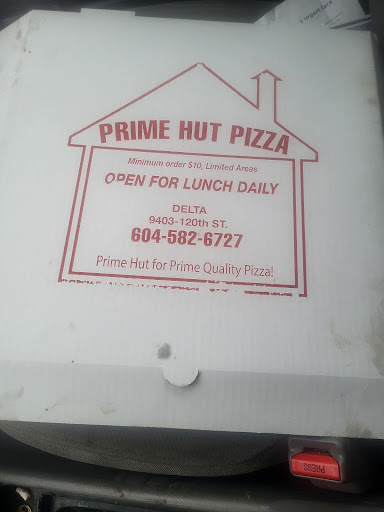 PRIME HUT PIZZA
Minimum order $10, Limited Areas
OPEN FOR LUNCH DAILY
DELTA
9403-120th ST.
604-582-6727
Prime Hut for Prime Quality Pizza!
PRESS